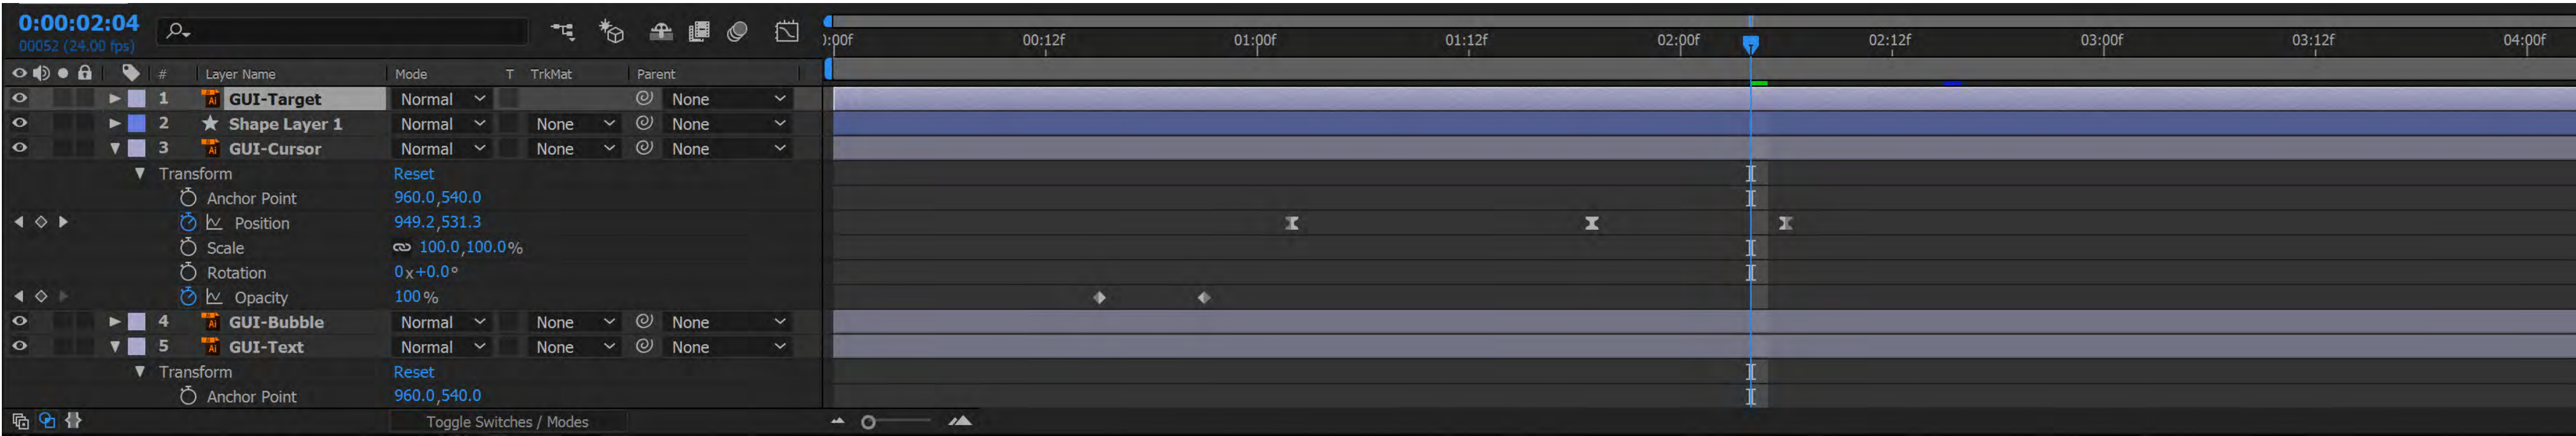 0:00:02:04
00052 (24.00 fps)
):00f 00:12f 01:00f 01:12f 02:00f 02:12f 03:00f 03:12f 04:00f
# Layer Name Mode T TrkMat Parent
1 Ai GUI-Target Normal None
2 Shape Layer 1 Normal None None
3 Ai GUI-Cursor Normal None None
Transform Reset
Anchor Point 960.0,540.0
Position 949.2,531.3
Scale 100.0,100.0%
Rotation 0x+0.0°
Opacity 100%
4 Ai GUI-Bubble Normal None None
5 Ai GUI-Text Normal None None
Transform Reset
Anchor Point 960.0,540.0
Toggle Switches / Modes